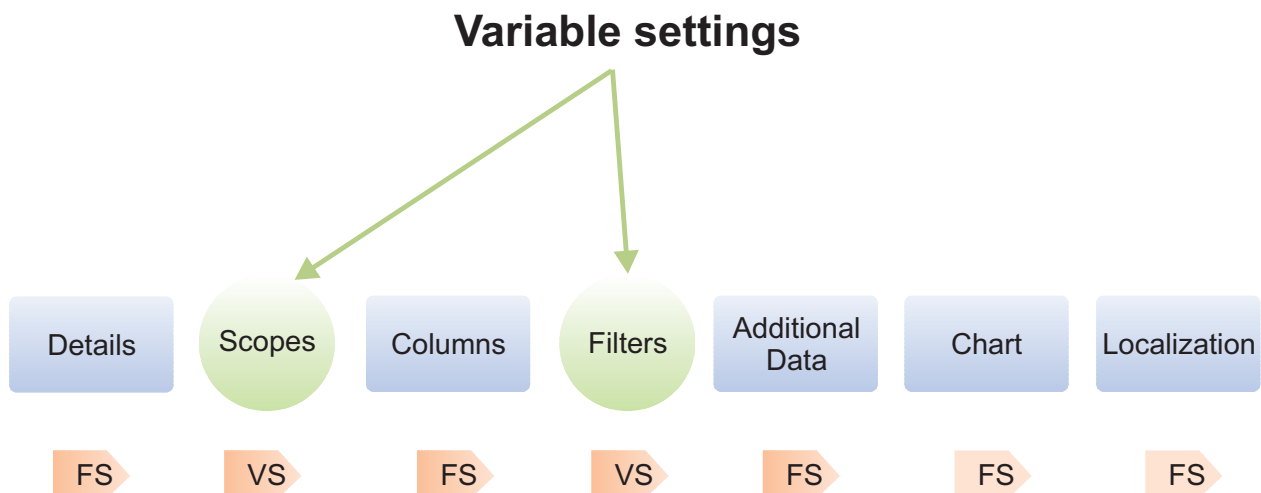 Variable settings
Details
Scopes
Columns
Filters
Additional
Data
Chart
Localization
FS
VS
FS
VS
FS
FS
FS